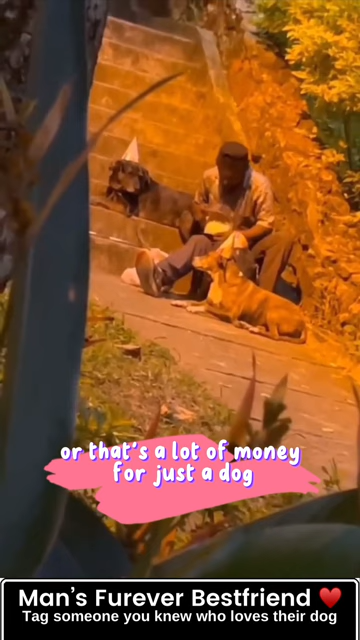 or that's a lot of money
for just a dog
Man's Furever Bestfriend ❤️
Tag someone you knew who loves their dog